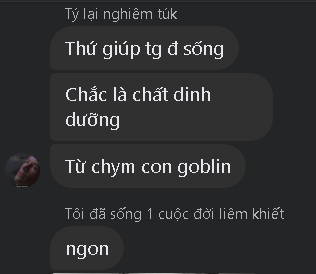 Tý lại nghiêm túk
Thứ giúp tg đ sống
Chắc là chất dinh
dưỡng
Từ chym con goblin
Tôi đã sống 1 cuộc đời liêm khiết
ngon